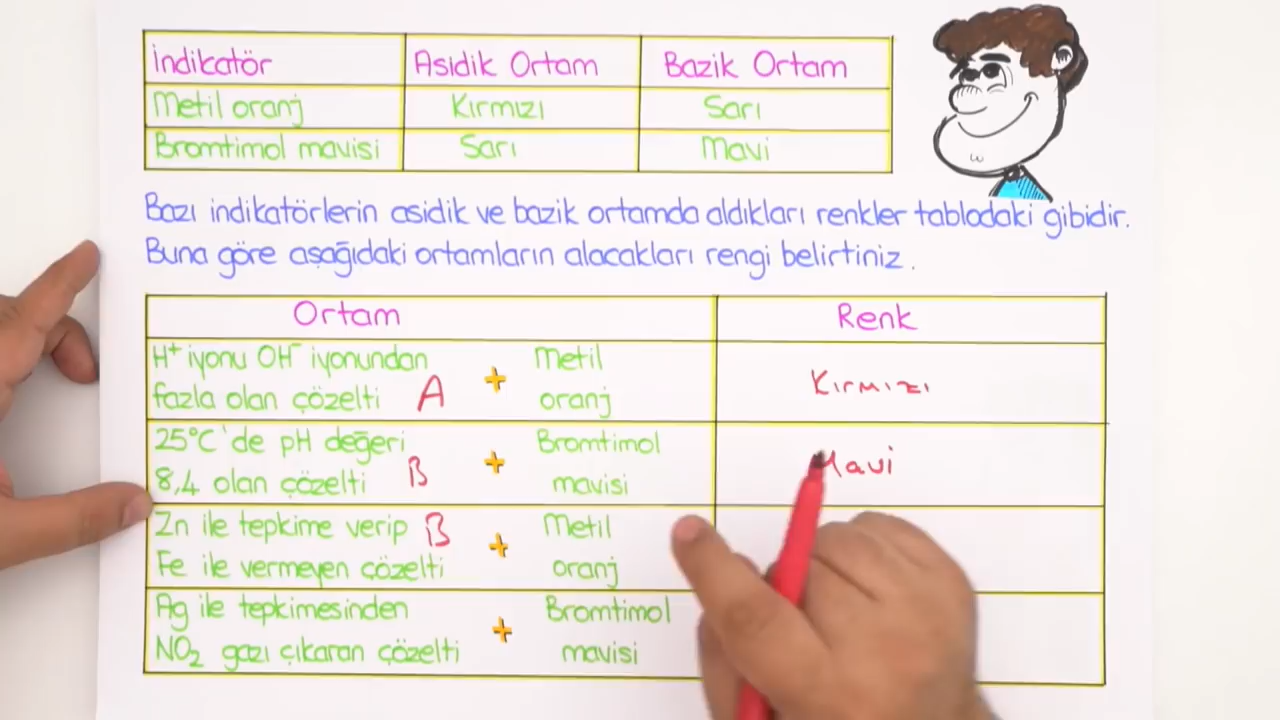 İndikatör Asidik Ortam Bazik Ortam
Metil oranj Kırmızı Sarı
Bromtimol mavisi Sarı Mavi
Bazı indikatörlerin asidik ve bazik ortamda aldıkları renkler tablodaki gibidir.
Buna göre aşağıdaki ortamların alacakları rengi belirtiniz.
Ortam Renk
H⁺ iyonu OH⁻ iyonundan
fazla olan çözelti A + Metil
oranj Kırmızı
25°C'de pH değeri
8,4 olan çözelti B + Bromtimol
mavisi Mavi
Zn ile tepkime verip B
Fe ile vermeyen çözelti + Metil
oranj
Ag ile tepkimesinden
NO₂ gazı çıkaran çözelti + Bromtimol
mavisi